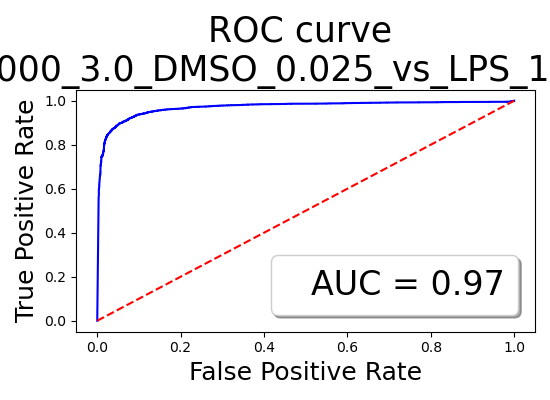 ROC curve
000_3.0_DMSO_0.025_vs_LPS_1
True Positive Rate
1.0
0.8
0.6
0.4
0.2
0.0
AUC = 0.97
0.0 0.2 0.4 0.6 0.8 1.0
False Positive Rate